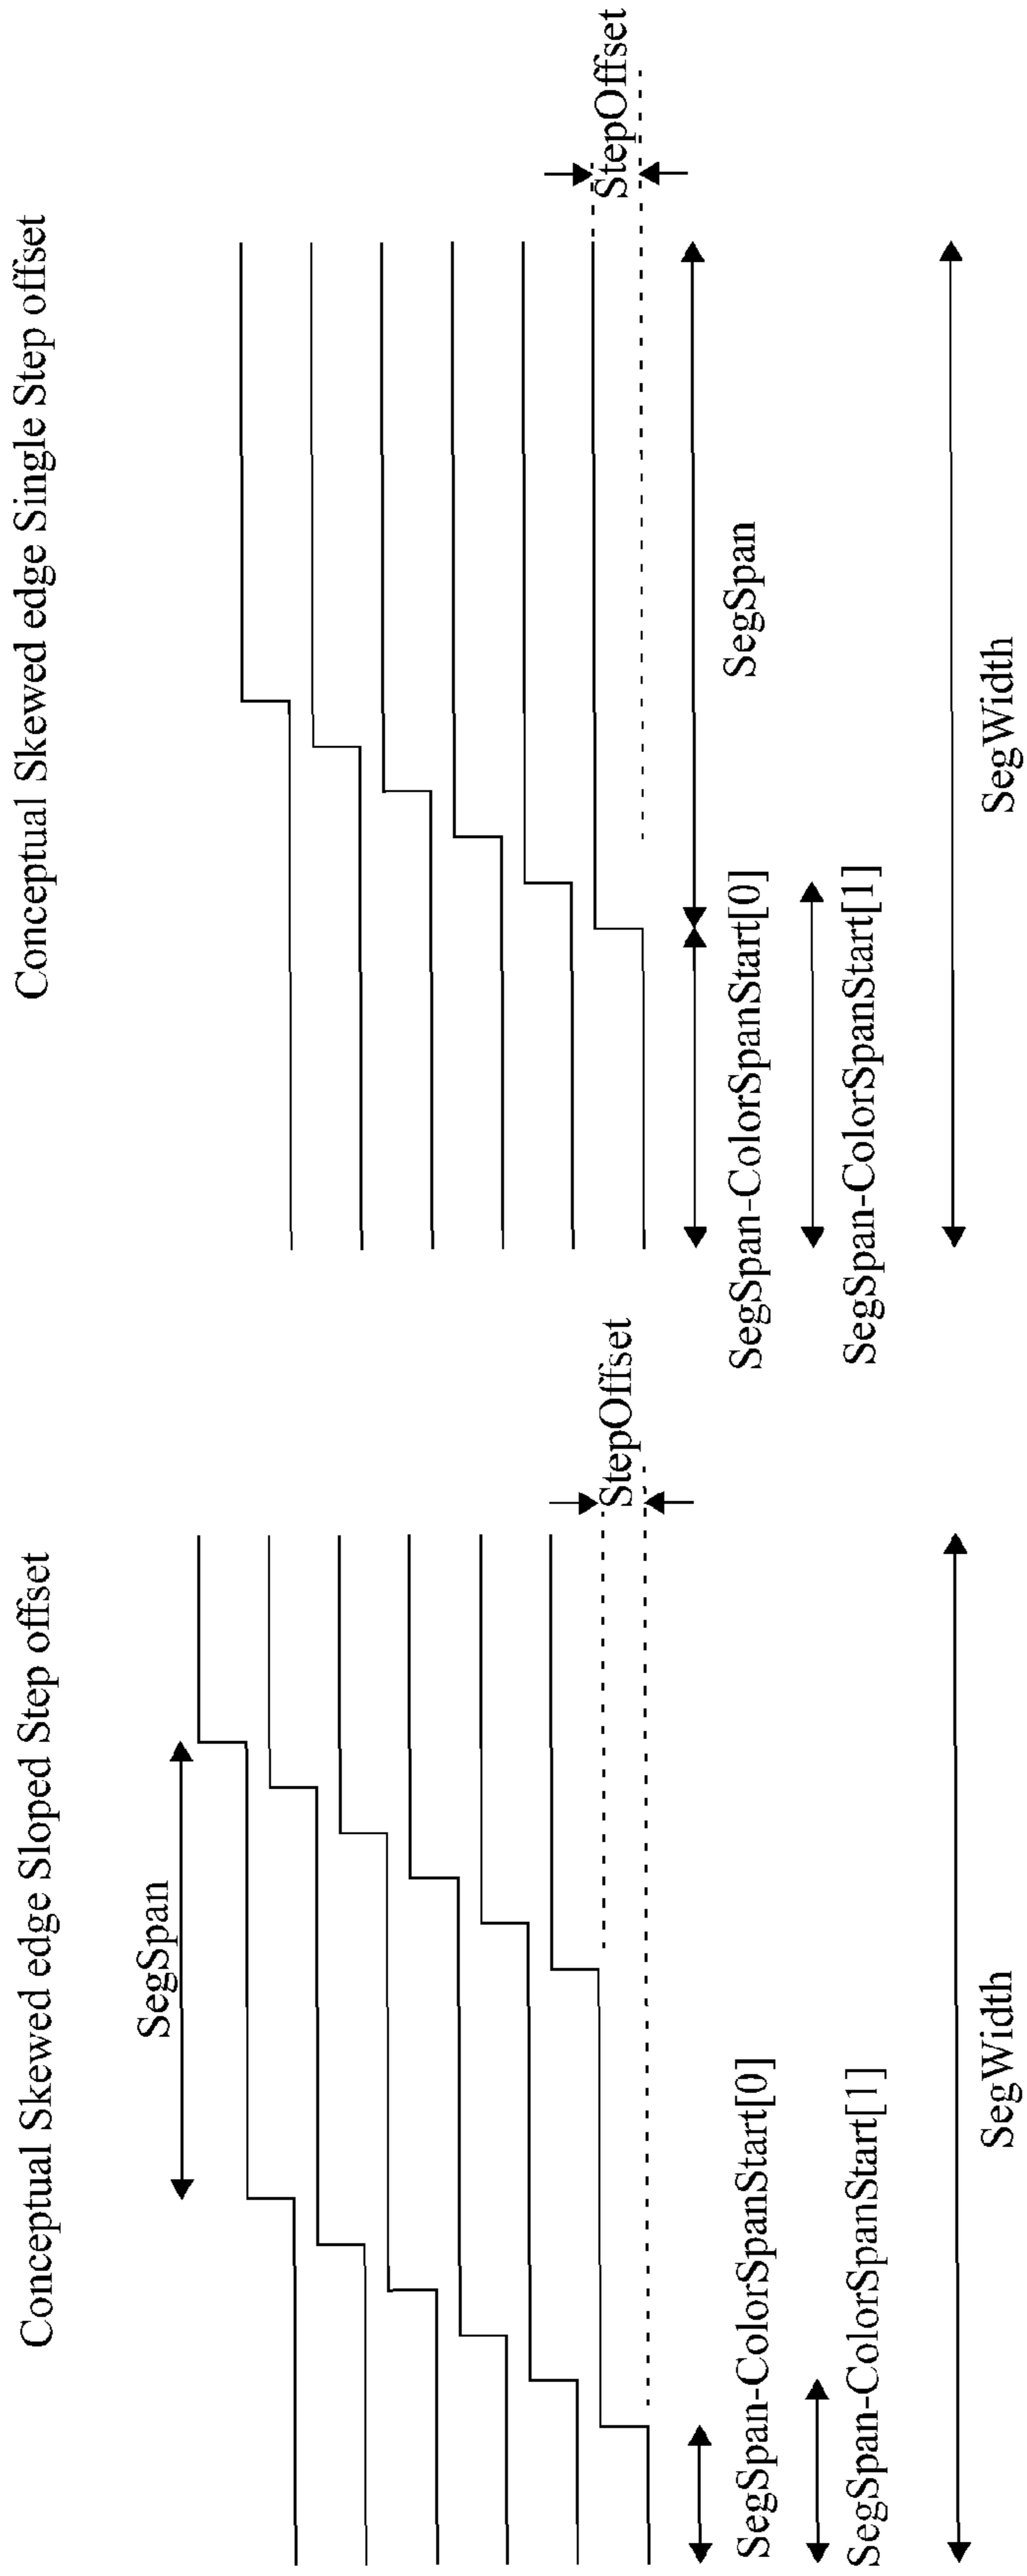 Conceptual Skewed edge Sloped Step offset
SegSpan
StepOffset
SegSpan-ColorSpanStart[0]
SegSpan-ColorSpanStart[1]
SegWidth
Conceptual Skewed edge Single Step offset
StepOffset
SegSpan
SegSpan-ColorSpanStart[0]
SegSpan-ColorSpanStart[1]
SegWidth